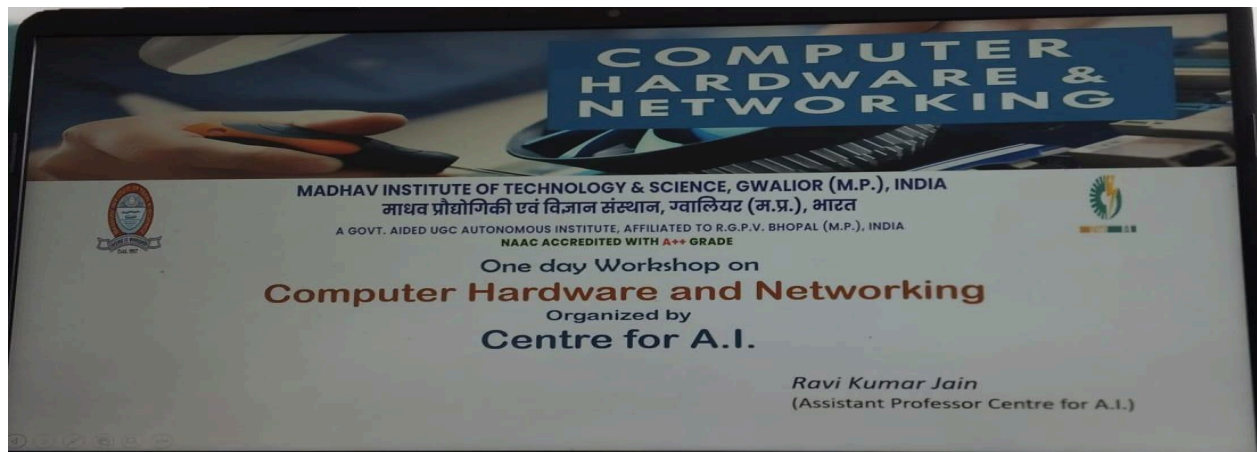 COMPUTER
HARDWARE &
NETWORKING
MADHAV INSTITUTE OF TECHNOLOGY & SCIENCE, GWALIOR (M.P.), INDIA
माधव प्रौद्योगिकी एवं विज्ञान संस्थान, ग्वालियर (म.प्र.), भारत
A GOVT. AIDED UGC AUTONOMOUS INSTITUTE, AFFILIATED TO R.G.P.V. BHOPAL (M.P.), INDIA
NAAC ACCREDITED WITH A++ GRADE
One day Workshop on
Computer Hardware and Networking
Organized by
Centre for A.I.
Ravi Kumar Jain
(Assistant Professor Centre for A.I.)